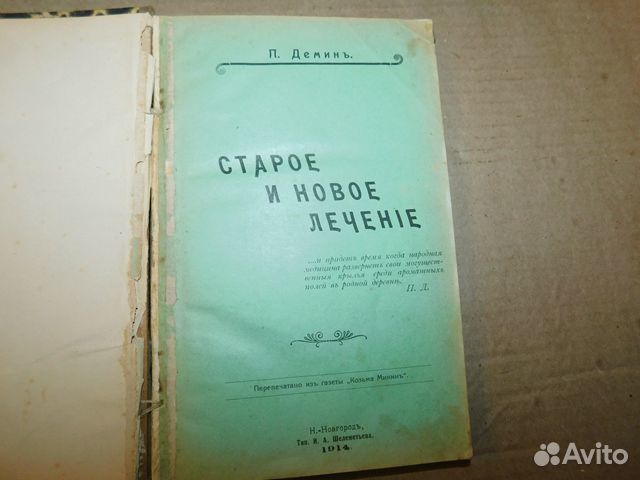 П. Деминъ.
СТАРОЕ
И НОВОЕ
ЛЕЧЕНІЕ
...и придетъ время когда народная
медицина развернетъ свои могущест-
венныя крылья среди ароматныхъ
полей въ родной деревнѣ.
П. Д.
Перепечатано изъ газеты „Козьма Мининъ“.
Н.-Новгородъ,
Тип. И. А. Шелеметьева.
1914.
Avito